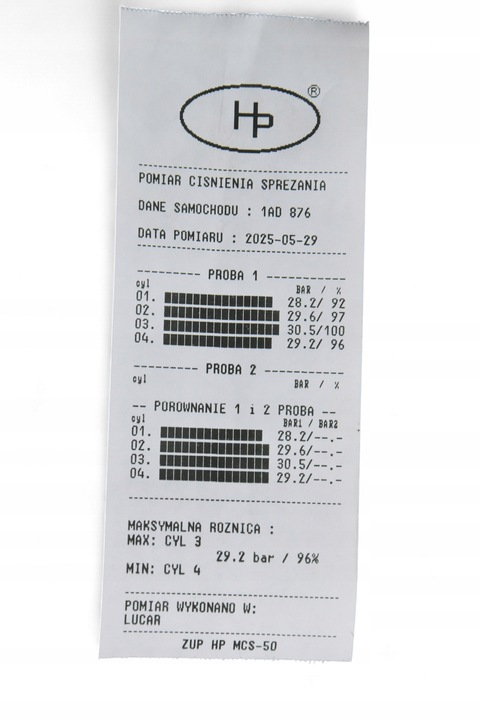 HP ®
POMIAR CISNIENIA SPREZANIA
DANE SAMOCHODU : 1AD 876
DATA POMIARU : 2025-05-29
PROBA 1
cyl BAR / %
01. 28.2/ 92
02. 29.6/ 97
03. 30.5/100
04. 29.2/ 96
PROBA 2
cyl BAR / %
-- POROWNANIE 1 i 2 PROBA --
cyl BAR1 / BAR2
01. 28.2/--.-
02. 29.6/--.-
03. 30.5/--.-
04. 29.2/--.-
MAKSYMALNA ROZNICA :
MAX: CYL 3
29.2 bar / 96%
MIN: CYL 4
POMIAR WYKONANO W:
LUCAR
ZUP HP MCS-50